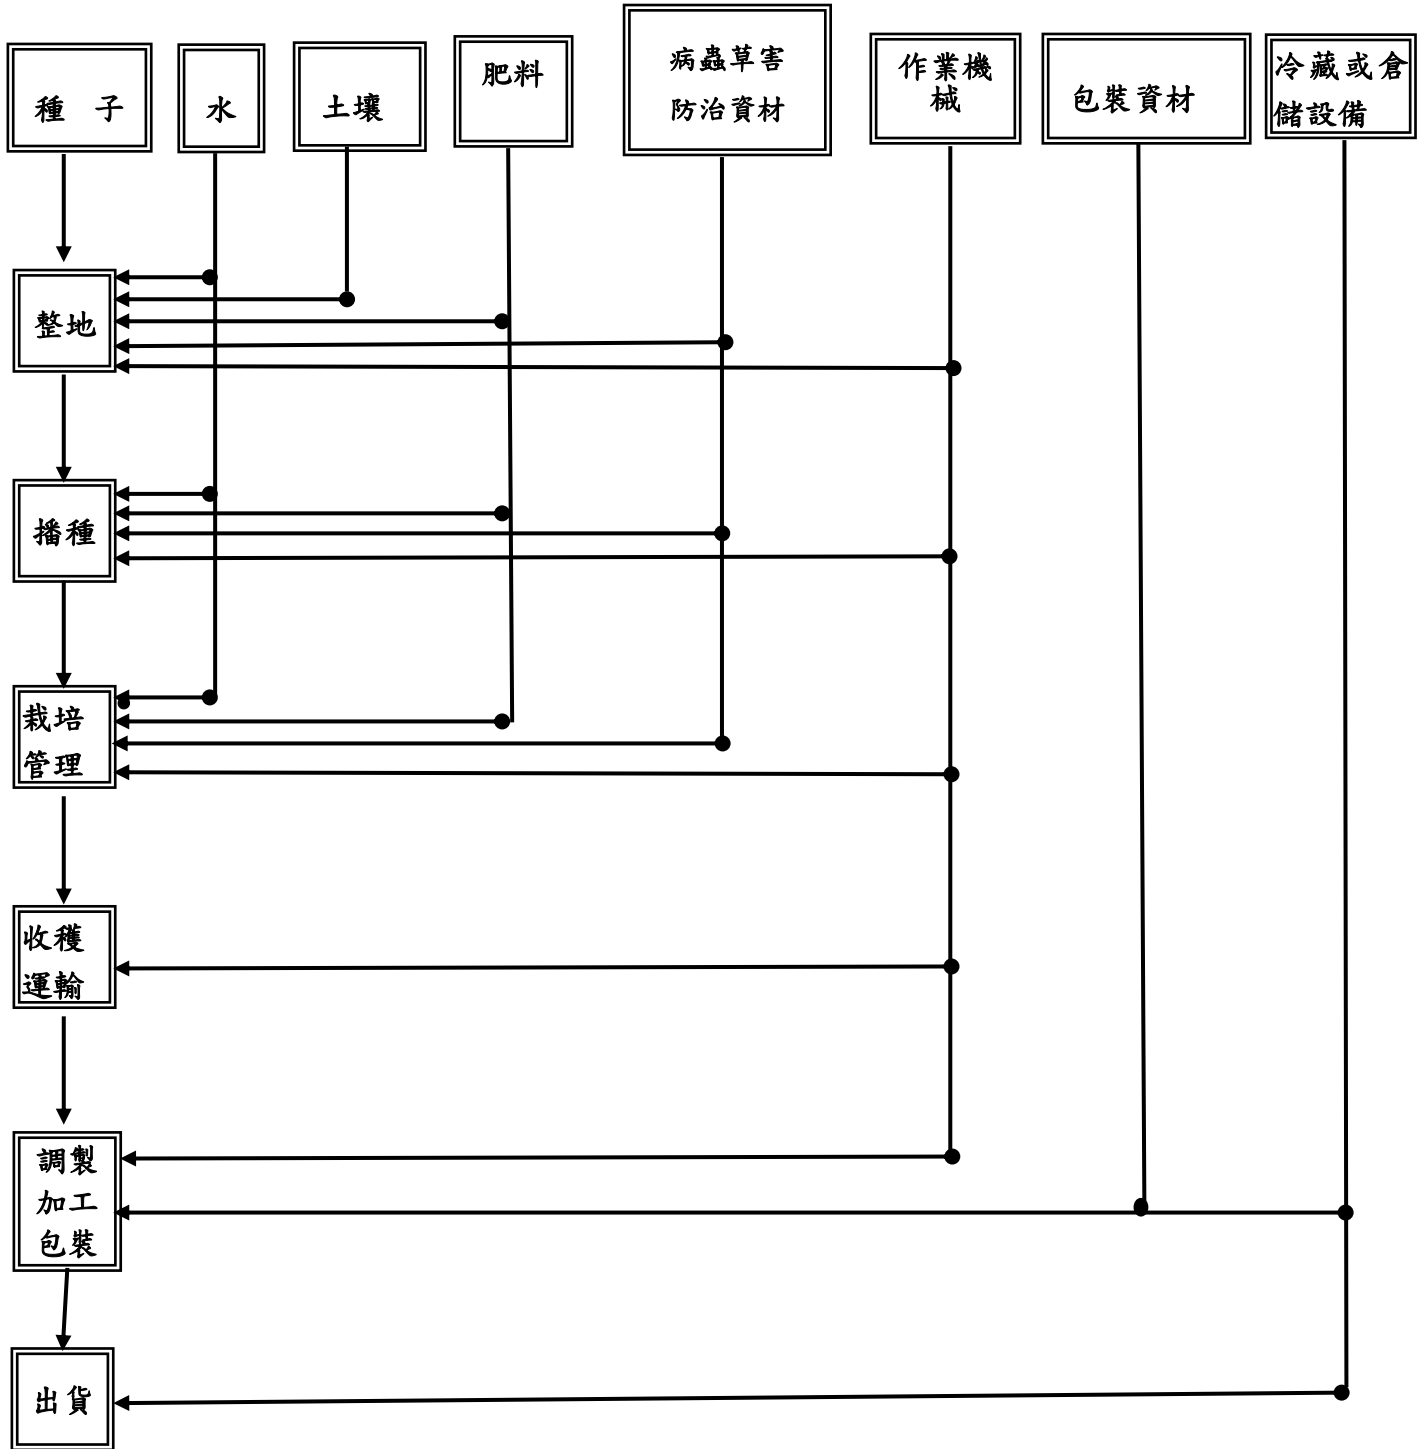 種 子
水
土壤
肥料
病蟲草害
防治資材
作業機
械
包裝資材
冷藏或倉
儲設備
整地
播種
栽培
管理
收穫
運輸
調製
加工
包裝
出貨